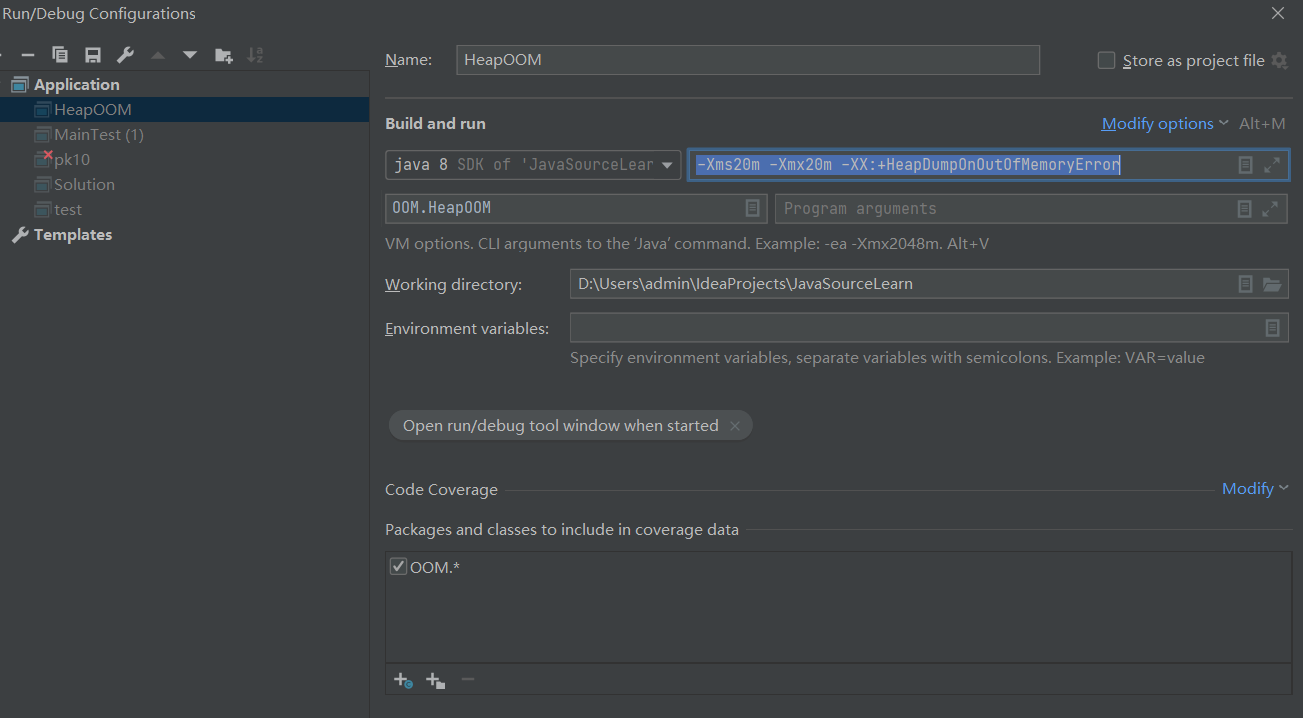 Run/Debug Configurations
Application
HeapOOM
MainTest (1)
pk10
Solution
test
Templates
Name: HeapOOM Store as project file
Build and run Modify options Alt+M
java 8 SDK of 'JavaSourceLear -Xms20m -Xmx20m -XX:+HeapDumpOnOutOfMemoryError
OOM.HeapOOM Program arguments
VM options. CLI arguments to the 'Java' command. Example: -ea -Xmx2048m. Alt+V
Working directory: D:\Users\admin\IdeaProjects\JavaSourceLearn
Environment variables:
Specify environment variables, separate variables with semicolons. Example: VAR=value
Open run/debug tool window when started
Code Coverage Modify
Packages and classes to include in coverage data
OOM.*